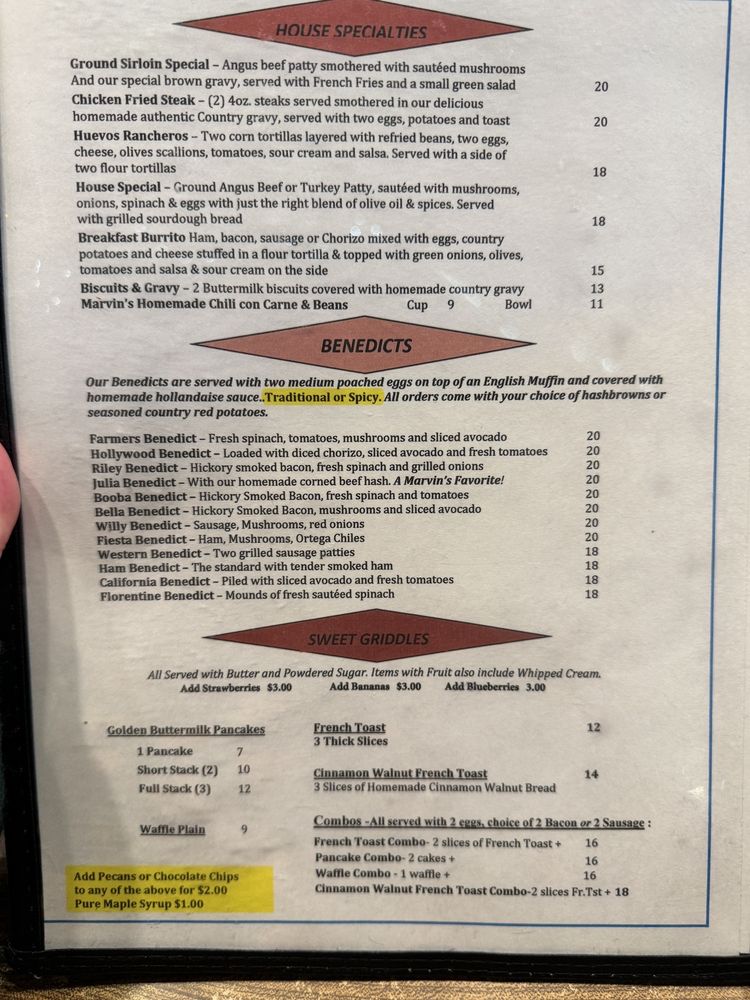 HOUSE SPECIALTIES
Ground Sirloin Special – Angus beef patty smothered with sautéed mushrooms
And our special brown gravy, served with French Fries and a small green salad 20
Chicken Fried Steak – (2) 4oz. steaks served smothered in our delicious
homemade authentic Country gravy, served with two eggs, potatoes and toast 20
Huevos Rancheros – Two corn tortillas layered with refried beans, two eggs,
cheese, olives scallions, tomatoes, sour cream and salsa. Served with a side of
two flour tortillas 18
House Special – Ground Angus Beef or Turkey Patty, sautéed with mushrooms,
onions, spinach & eggs with just the right blend of olive oil & spices. Served
with grilled sourdough bread 18
Breakfast Burrito Ham, bacon, sausage or Chorizo mixed with eggs, country
potatoes and cheese stuffed in a flour tortilla & topped with green onions, olives,
tomatoes and salsa & sour cream on the side 15
Biscuits & Gravy – 2 Buttermilk biscuits covered with homemade country gravy 13
Marvin's Homemade Chili con Carne & Beans Cup 9 Bowl 11
BENEDICTS
Our Benedicts are served with two medium poached eggs on top of an English Muffin and covered with
homemade hollandaise sauce..Traditional or Spicy. All orders come with your choice of hashbrowns or
seasoned country red potatoes.
Farmers Benedict – Fresh spinach, tomatoes, mushrooms and sliced avocado 20
Hollywood Benedict – Loaded with diced chorizo, sliced avocado and fresh tomatoes 20
Riley Benedict – Hickory smoked bacon, fresh spinach and grilled onions 20
Julia Benedict – With our homemade corned beef hash. A Marvin's Favorite! 20
Booba Benedict – Hickory Smoked Bacon, fresh spinach and tomatoes 20
Bella Benedict – Hickory Smoked Bacon, mushrooms and sliced avocado 20
Willy Benedict – Sausage, Mushrooms, red onions 20
Fiesta Benedict – Ham, Mushrooms, Ortega Chiles 20
Western Benedict – Two grilled sausage patties 18
Ham Benedict – The standard with tender smoked ham 18
California Benedict – Piled with sliced avocado and fresh tomatoes 18
Florentine Benedict – Mounds of fresh sautéed spinach 18
SWEET GRIDDLES
All Served with Butter and Powdered Sugar. Items with Fruit also include Whipped Cream.
Add Strawberries $3.00 Add Bananas $3.00 Add Blueberries 3.00
Golden Buttermilk Pancakes
1 Pancake 7
Short Stack (2) 10
Full Stack (3) 12
Waffle Plain 9
Add Pecans or Chocolate Chips
to any of the above for $2.00
Pure Maple Syrup $1.00
French Toast 12
3 Thick Slices
Cinnamon Walnut French Toast 14
3 Slices of Homemade Cinnamon Walnut Bread
Combos -All served with 2 eggs, choice of 2 Bacon or 2 Sausage :
French Toast Combo- 2 slices of French Toast + 16
Pancake Combo- 2 cakes + 16
Waffle Combo - 1 waffle + 16
Cinnamon Walnut French Toast Combo-2 slices Fr.Tst + 18